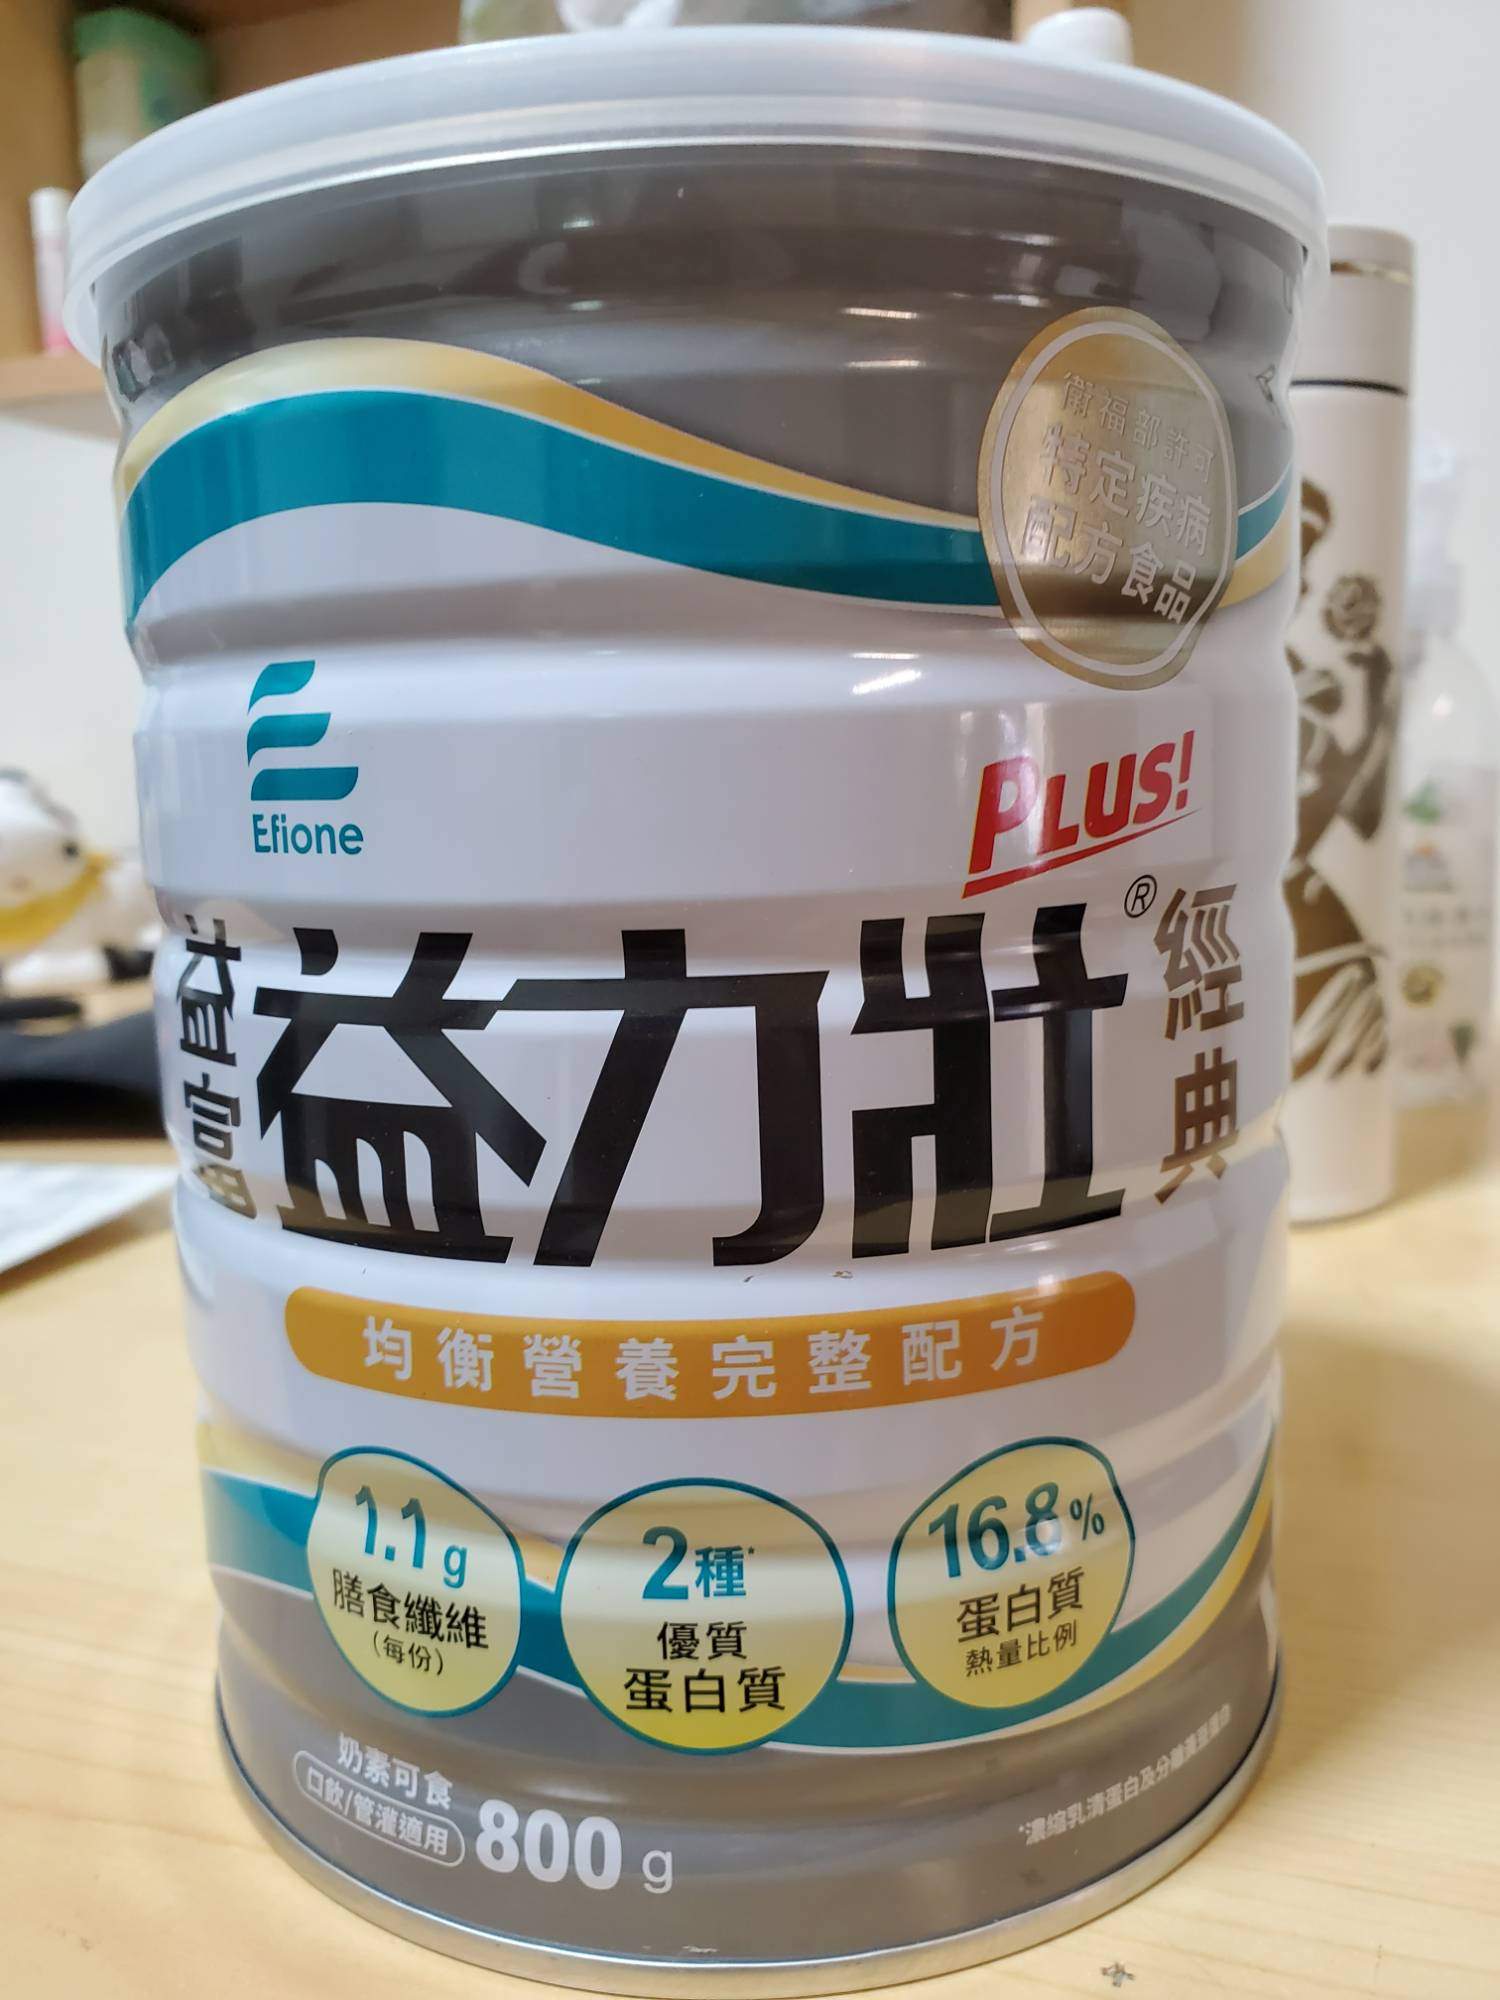 衛福部許可
特定疾病
配方食品
Efione
PLUS!
益富
益力壯®
經典
均衡營養完整配方
1.1g
膳食纖維
(每份)
2種*
優質
蛋白質
16.8%
蛋白質
熱量比例
奶素可食
口飲/管灌適用
800g
*濃縮乳清蛋白及分離黃豆蛋白